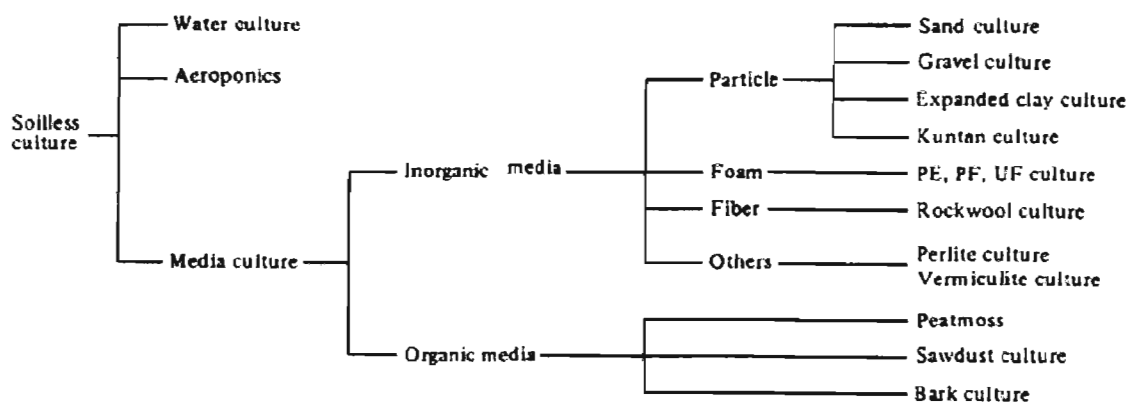 Water culture
Aeroponics
Soilless
culture
Media culture
Inorganic media
Organic media
Particle
Foam
Fiber
Others
Sand culture
Gravel culture
Expanded clay culture
Kuntan culture
PE, PF, UF culture
Rockwool culture
Perlite culture
Vermiculite culture
Peatmoss
Sawdust culture
Bark culture